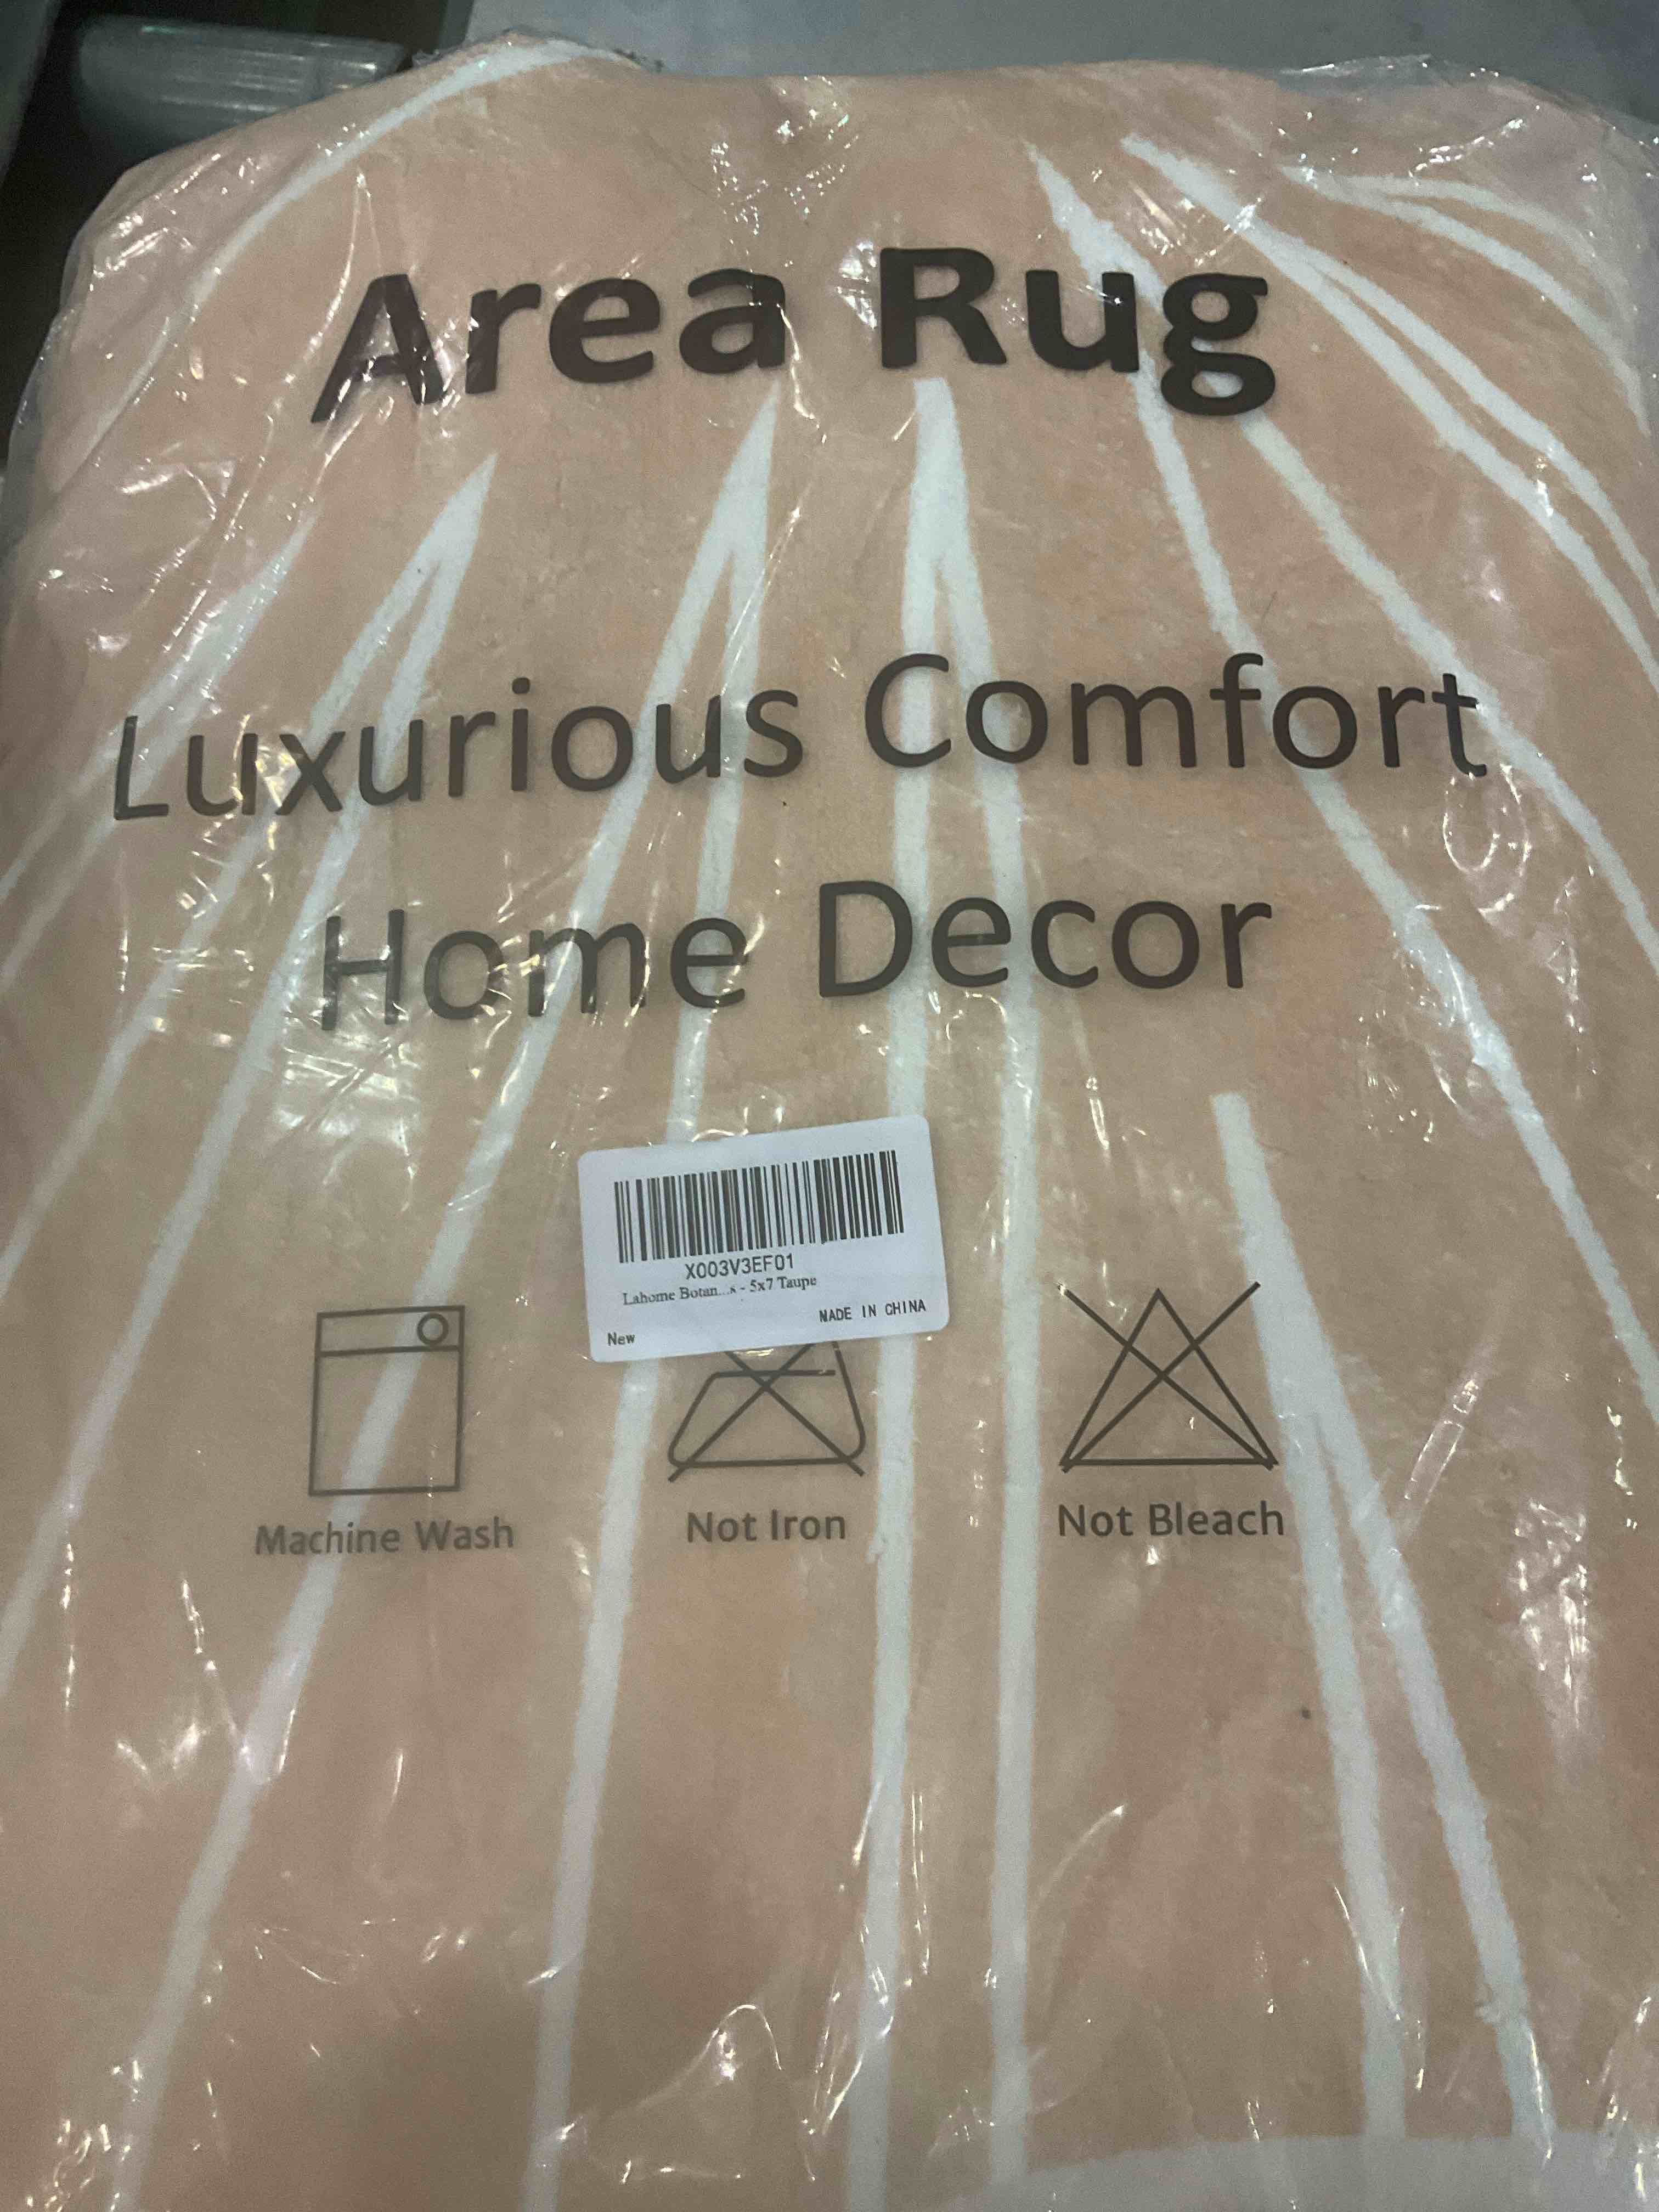 Area Rug
Luxurious Comfort
Home Decor
X003V3EF01
Lahome Botan...s - 5x7 Taupe
MADE IN CHINA
New
Machine Wash
Not Iron
Not Bleach